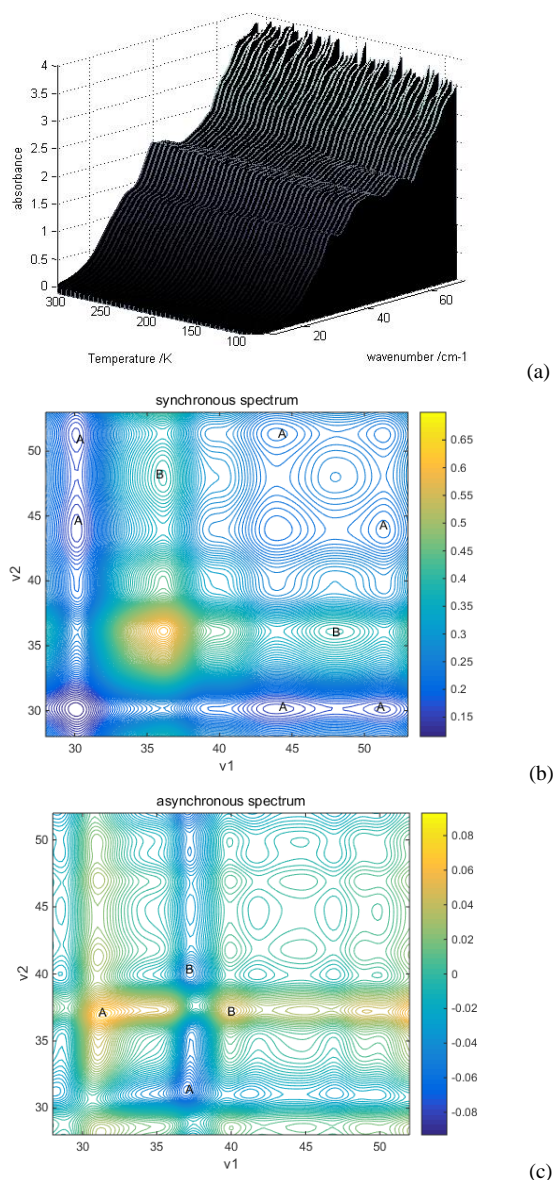 4
3.5
3
2.5
2
1.5
1
0.5
0
absorbance
300
250
200
150
100
Temperature /K
20
40
60
wavenumber /cm-1
(a)
synchronous spectrum
50
45
40
35
30
v2
A A
B
A A
B
A A
30 35 40 45 50
v1
0.65
0.6
0.55
0.5
0.45
0.4
0.35
0.3
0.25
0.2
0.15
(b)
asynchronous spectrum
50
45
40
35
30
v2
B
A B
A
30 35 40 45 50
v1
0.08
0.06
0.04
0.02
0
-0.02
-0.04
-0.06
-0.08
(c)